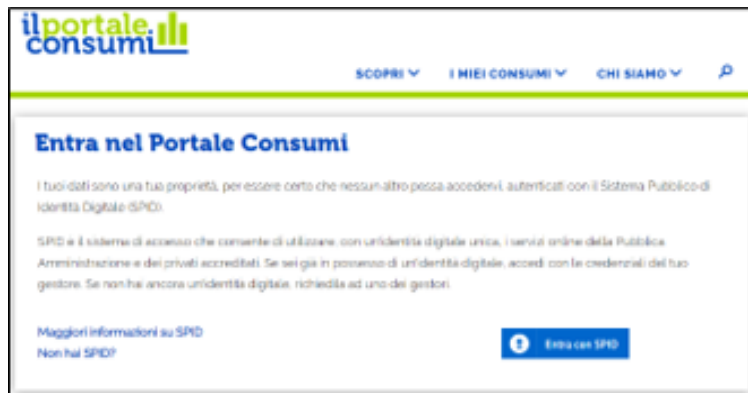 ilportale
consumi
SCOPRI I MIEI CONSUMI CHI SIAMO
Entra nel Portale Consumi
I tuoi dati sono una tua proprietà, per essere certo che nessun altro possa accedervi, autenticati con il Sistema Pubblico di
Identità Digitale (SPID).
SPID è il sistema di accesso che consente di utilizzare, con un'identità digitale unica, i servizi online della Pubblica
Amministrazione e dei privati accreditati. Se sei già in possesso di un'identità digitale, accedi con le credenziali del tuo
gestore. Se non hai ancora un'identità digitale, richiedila ad uno dei gestori.
Maggiori informazioni su SPID
Non hai SPID?
Entra con SPID